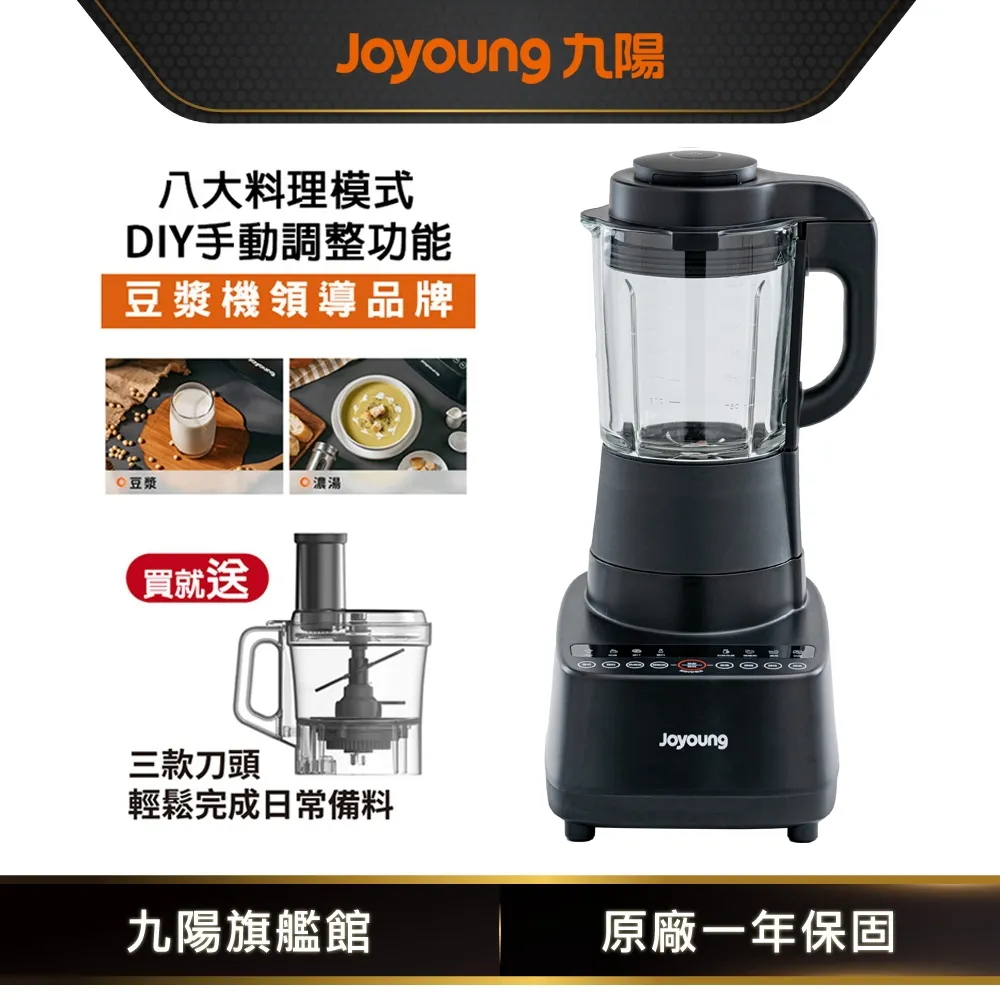 Joyoung 九陽
八大料理模式
DIY手動調整功能
豆漿機領導品牌
Joyoung
豆漿
濃湯
買就送
三款刀頭
輕鬆完成日常備料
Joyoung
九陽旗艦館
原廠一年保固